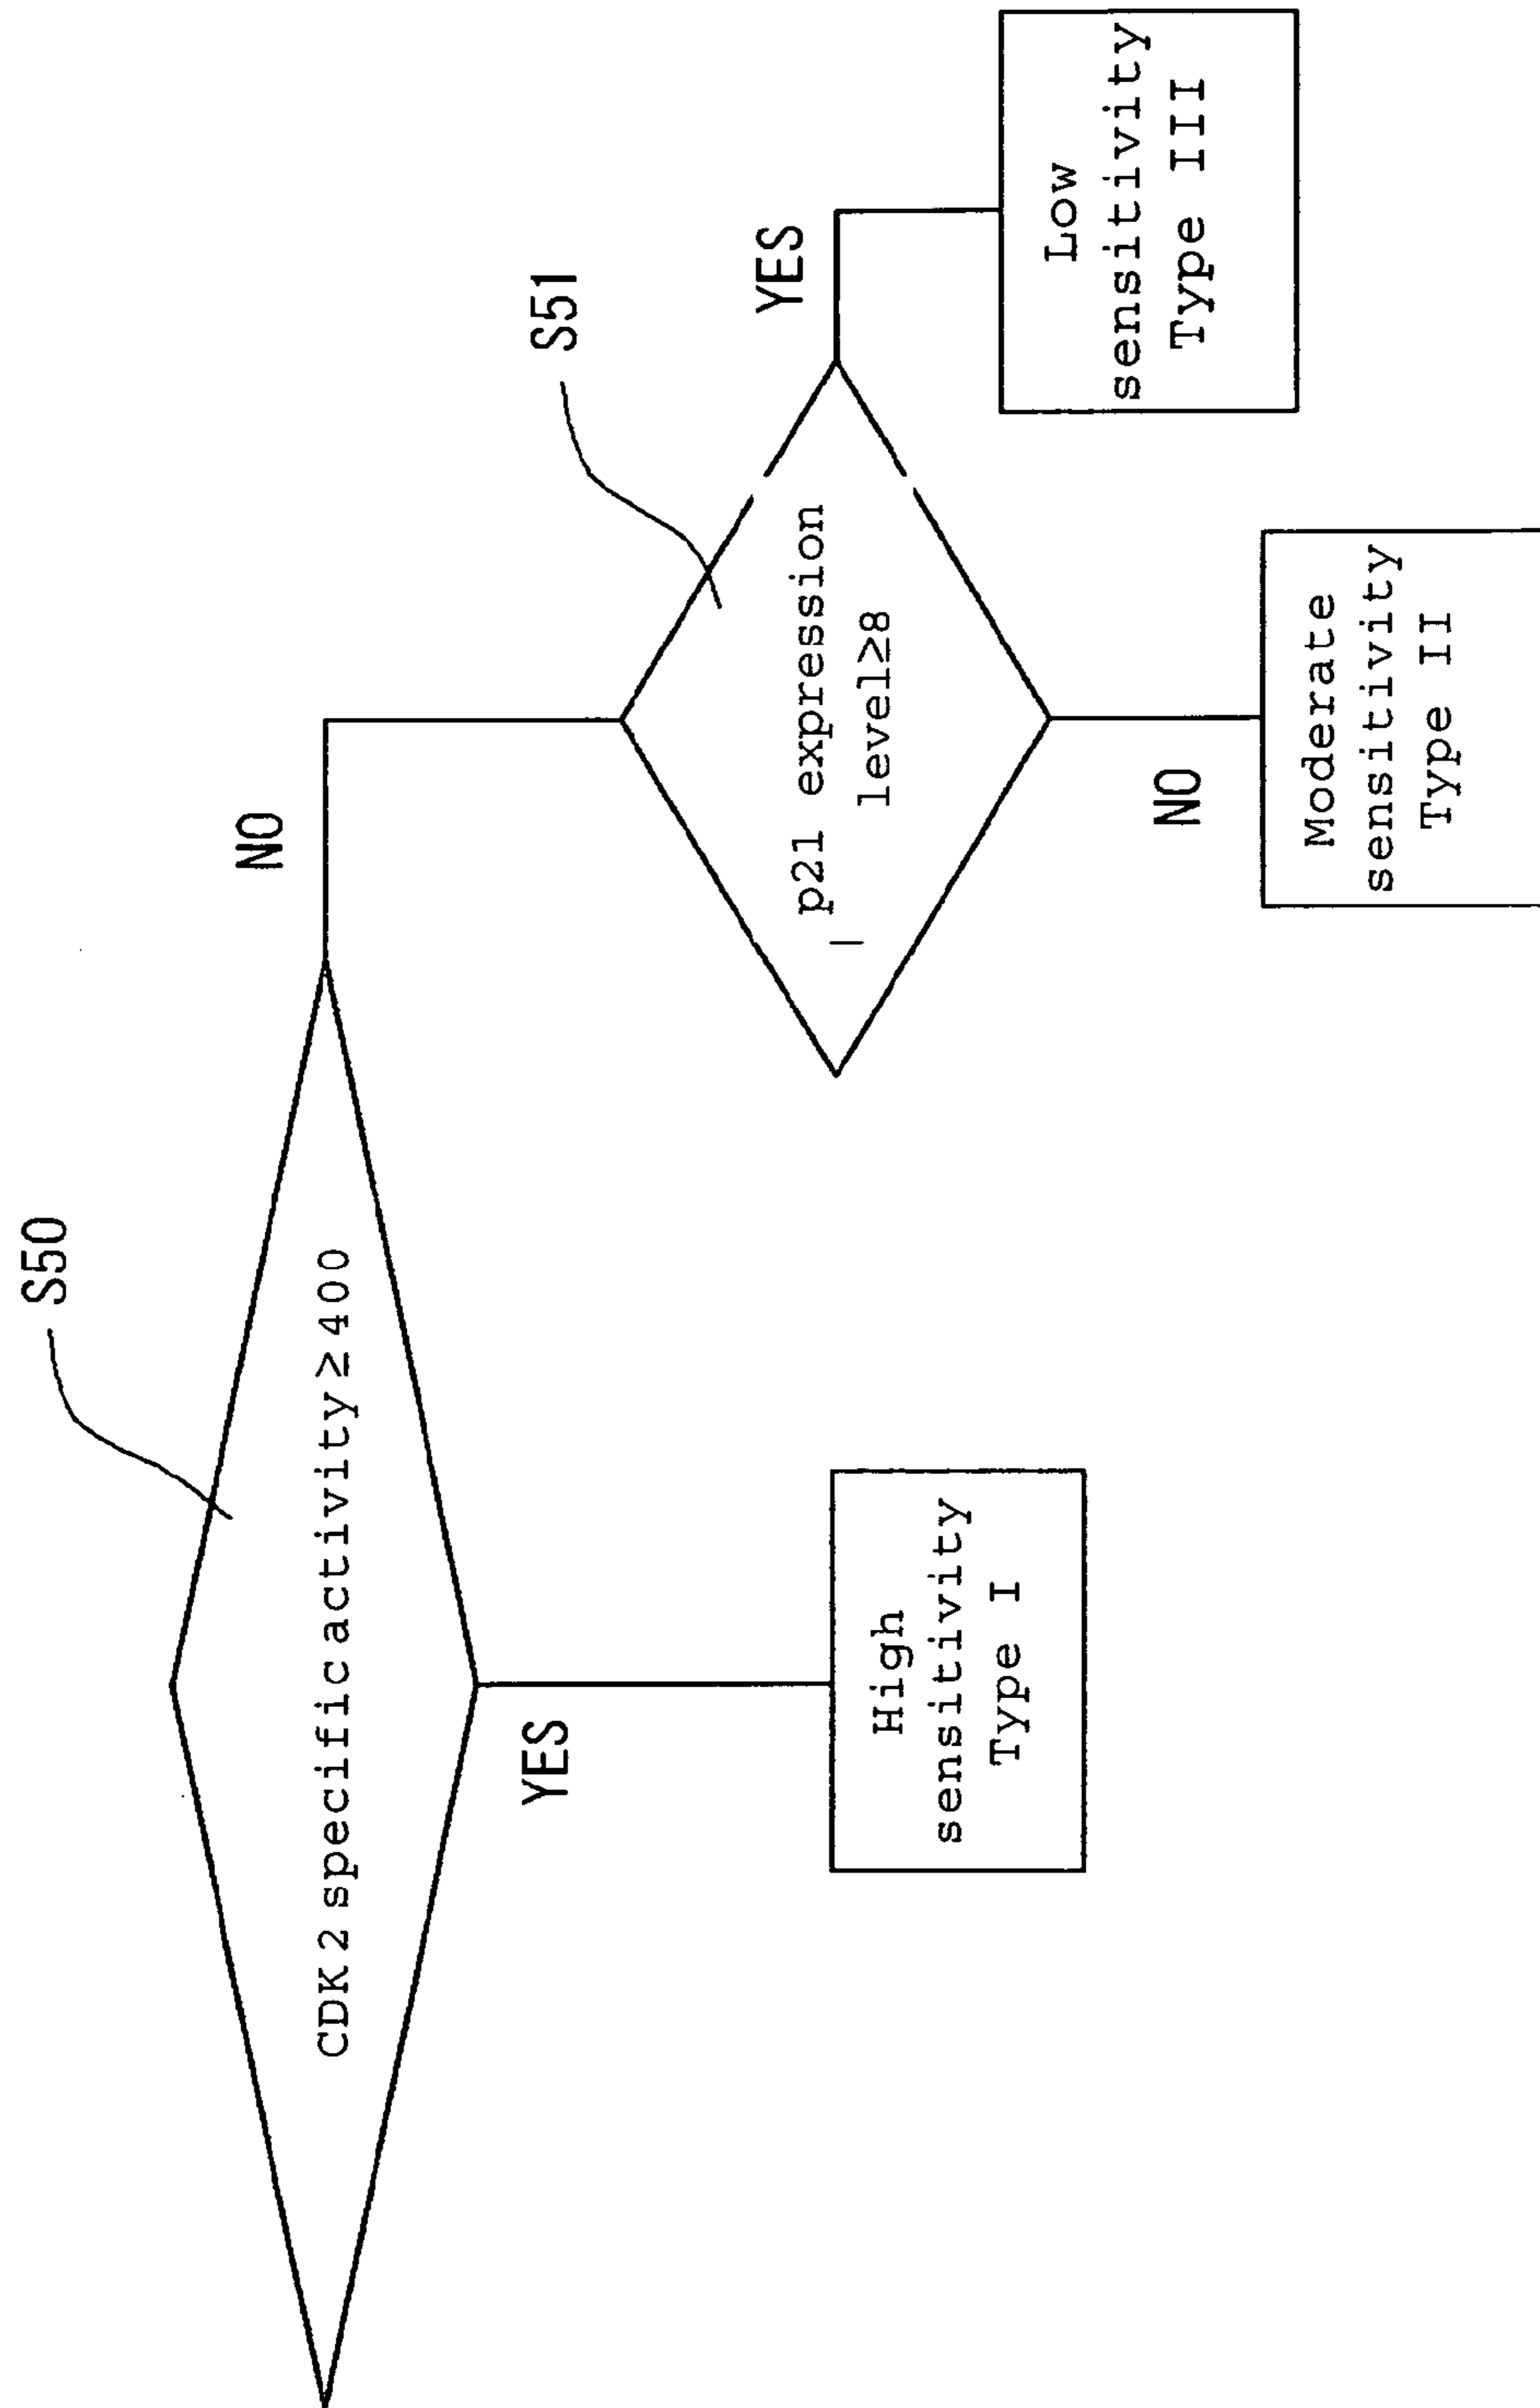 S50
CDK2 specific activity≥400
NO
YES
S51
p21 expression
level≥8
YES
NO
High
sensitivity
Type I
Moderate
sensitivity
Type II
Low
sensitivity
Type III